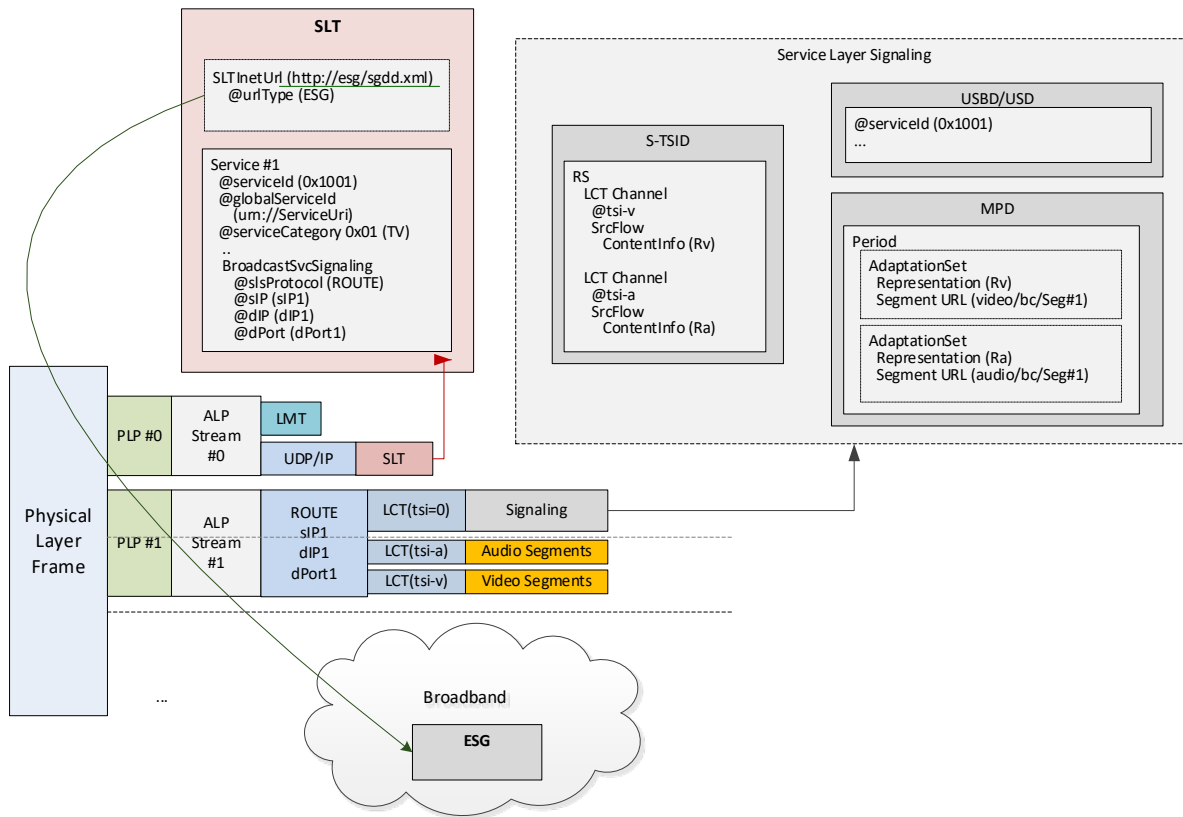 SLT
SLTInetUrl (http://esg/sgdd.xml)
@urlType (ESG)
Service #1
@serviceId (0x1001)
@globalServiceId
(urn://ServiceUri)
@serviceCategory 0x01 (TV)
..
BroadcastSvcSignaling
@slsProtocol (ROUTE)
@sIP (sIP1)
@dIP (dIP1)
@dPort (dPort1)
Service Layer Signaling
S-TSID
RS
LCT Channel
@tsi-v
SrcFlow
ContentInfo (Rv)
LCT Channel
@tsi-a
SrcFlow
ContentInfo (Ra)
USBD/USD
@serviceId (0x1001)
...
MPD
Period
AdaptationSet
Representation (Rv)
Segment URL (video/bc/Seg#1)
AdaptationSet
Representation (Ra)
Segment URL (audio/bc/Seg#1)
Physical
Layer
Frame
PLP #0
ALP
Stream
#0
LMT
UDP/IP
SLT
PLP #1
ALP
Stream
#1
ROUTE
sIP1
dIP1
dPort1
LCT(tsi=0)
Signaling
LCT(tsi-a)
Audio Segments
LCT(tsi-v)
Video Segments
...
Broadband
ESG